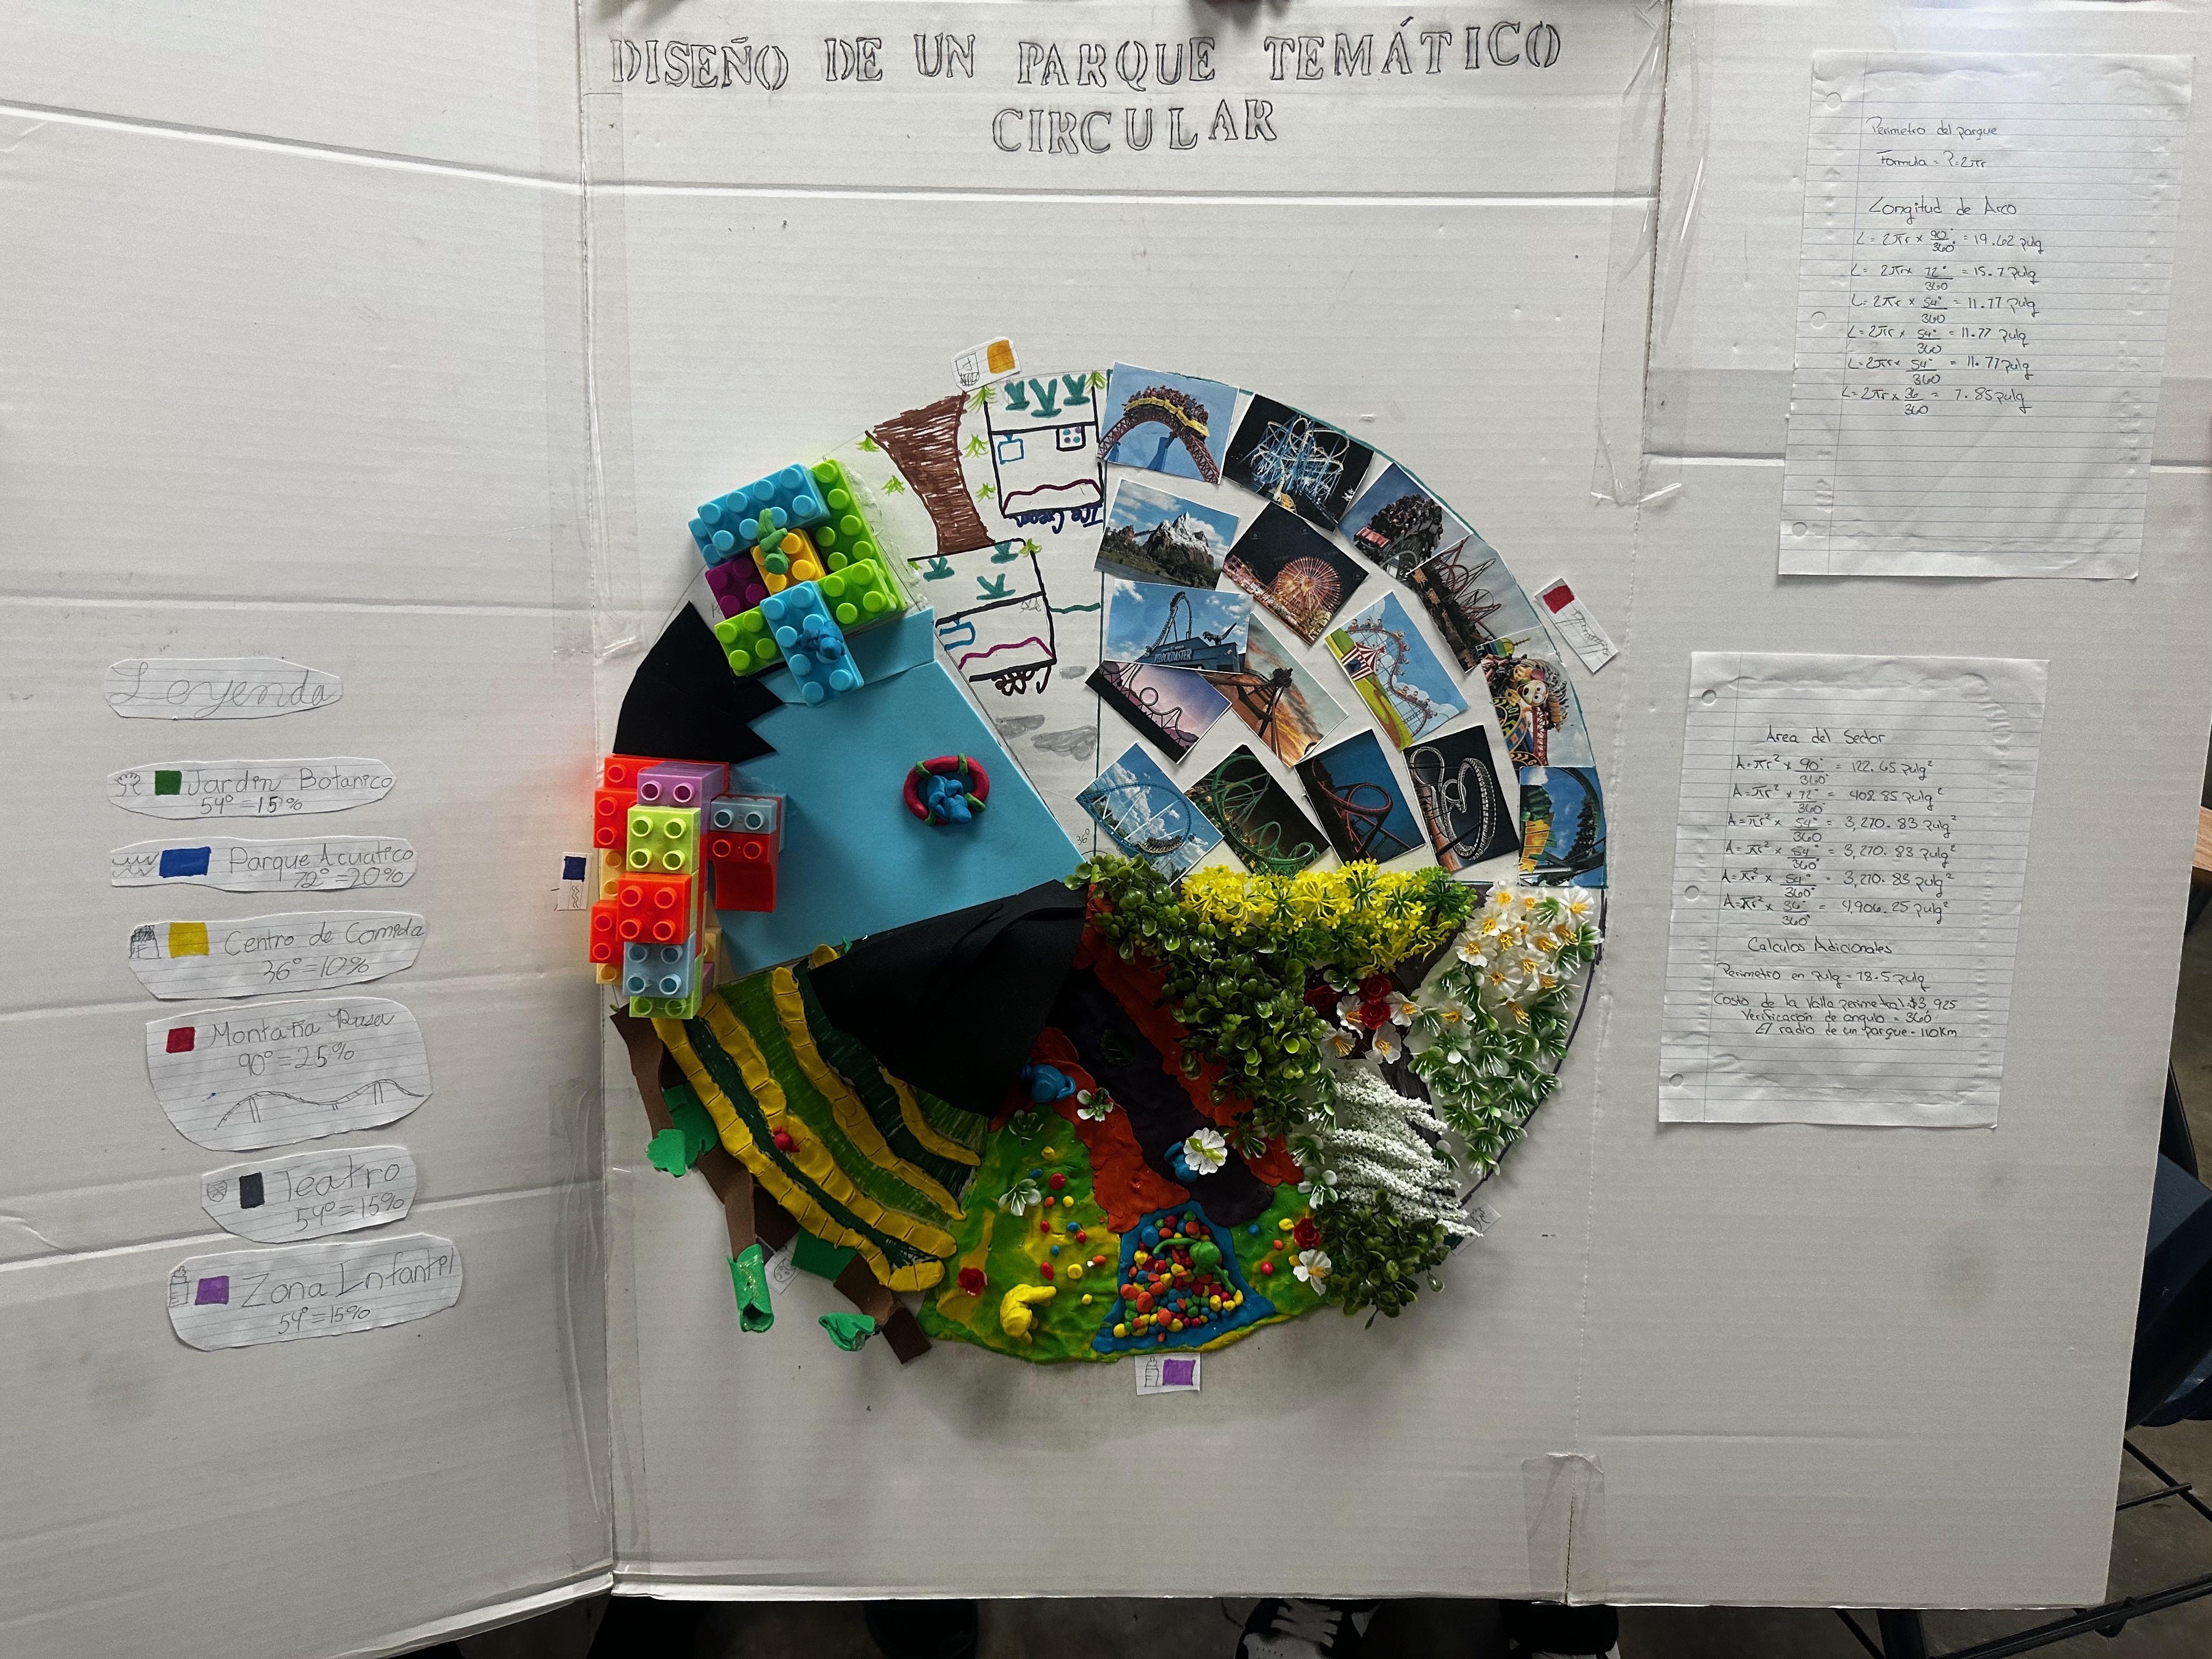 DISEÑO DE UN PARQUE TEMÁTICO
CIRCULAR
Leyenda
Jardin Botanico
54° = 15%
Parque Acuatico
72° = 20%
Centro de Comida
36° = 10%
Montaña Rusa
90° = 25%
Teatro
54° = 15%
Zona Infantil
54° = 15%
36°
Perimetro del parque
Formula = P=2πr
Longitud de Arco
L = 2πr x 90°/360° = 19.62 pulg
L = 2πr x 72°/360 = 15.7 pulg
L = 2πr x 54°/360 = 11.77 pulg
L = 2πr x 54°/360 = 11.77 pulg
L = 2πr x 54°/360 = 11.77 pulg
L = 2πr x 36/360 = 7.85 pulg
Area del Sector
A = πr² x 90°/360° = 122.65 pulg²
A = πr² x 72°/360° = 408.85 pulg²
A = πr² x 54°/360° = 3,270.83 pulg²
A = πr² x 54°/360° = 3,270.83 pulg²
A = πr² x 54°/360° = 3,270.83 pulg²
A = πr² x 36°/360° = 4,906.25 pulg²
Calculos Adicionales
Perimetro en pulg = 78.5 pulg
Costo de la Valla perimetral $3,925
Verificación de angulo = 360
El radio de un parque = 110km